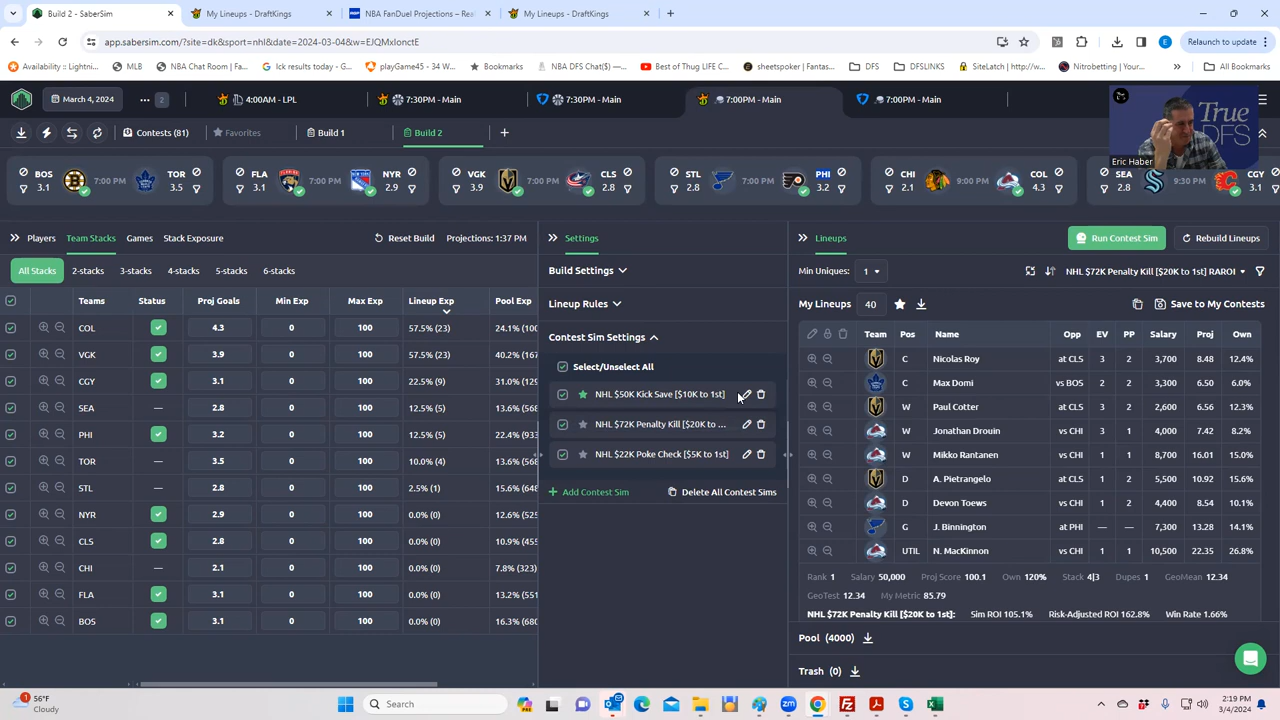 Build 2 - SaberSim
My Lineups - DraftKings
NBA FanDuel Projections – Rea
My Lineups - DraftKings
app.sabersim.com/?site=dk&sport=nhl&date=2024-03-04&w=EJQMxIonctE
E
Relaunch to update
Availability :: Lightni...
MLB
NBA Chat Room | Fa...
Ick results today - G...
playGame45 - 34 Wa...
Bookmarks
NBA DFS Chat($) —...
Best of Thug LIFE C...
sheetspoker | Fantas...
DFS
DFSLINKS
SiteLatch | http://w...
Nitrobetting | Your...
All Bookmarks
March 4, 2024
2
4:00AM - LPL
7:30PM - Main
7:30PM - Main
7:00PM - Main
7:00PM - Main
Contests (81)
Favorites
Build 1
Build 2
True
DFS
Eric Haber
BOS
3.1
7:00 PM
TOR
3.5
FLA
3.1
7:00 PM
NYR
2.9
VGK
3.9
7:00 PM
CLS
2.8
STL
2.8
7:00 PM
PHI
3.2
CHI
2.1
9:00 PM
COL
4.3
SEA
2.8
9:30 PM
CGY
3.1
Players
Team Stacks
Games
Stack Exposure
Reset Build
Projections: 1:37 PM
All Stacks
2-stacks
3-stacks
4-stacks
5-stacks
6-stacks
Teams Status Proj Goals Min Exp Max Exp Lineup Exp Pool Exp
COL 4.3 0 100 57.5% (23) 24.1% (100
VGK 3.9 0 100 57.5% (23) 40.2% (167
CGY 3.1 0 100 22.5% (9) 31.0% (129
SEA — 2.8 0 100 12.5% (5) 13.6% (568
PHI 3.2 0 100 12.5% (5) 22.4% (933
TOR — 3.5 0 100 10.0% (4) 13.6% (568
STL — 2.8 0 100 2.5% (1) 15.6% (648
NYR 2.9 0 100 0.0% (0) 12.6% (525
CLS 2.8 0 100 0.0% (0) 10.9% (455
CHI — 2.1 0 100 0.0% (0) 7.8% (323)
FLA 3.1 0 100 0.0% (0) 13.2% (551
BOS 3.1 0 100 0.0% (0) 16.3% (680
Settings
Build Settings
Lineup Rules
Contest Sim Settings
Select/Unselect All
NHL $50K Kick Save [$10K to 1st]
NHL $72K Penalty Kill [$20K to ...
NHL $22K Poke Check [$5K to 1st]
+ Add Contest Sim
Delete All Contest Sims
Lineups
Run Contest Sim
Rebuild Lineups
Min Uniques: 1
NHL $72K Penalty Kill [$20K to 1st] RAROI
My Lineups 40
Save to My Contests
Team Pos Name Opp EV PP Salary Proj Own
C Nicolas Roy at CLS 3 2 3,700 8.48 12.4%
C Max Domi vs BOS 2 2 3,300 6.50 6.0%
W Paul Cotter at CLS 3 2 2,600 6.56 12.3%
W Jonathan Drouin vs CHI 1 2 4,000 7.42 8.2%
W Mikko Rantanen vs CHI 1 1 8,700 16.01 15.0%
D A. Pietrangelo at CLS 3 1 5,500 10.92 15.6%
D Devon Toews vs CHI 1 2 4,400 8.54 10.1%
G J. Binnington at PHI — — 7,300 13.28 14.1%
UTIL N. MacKinnon vs CHI 1 1 10,500 22.35 26.8%
Rank 1 Salary 50,000 Proj Score 100.1 Own 120% Stack 4|3 Dupes 1 GeoMean 12.34
GeoTest 12.34 My Metric 85.79
NHL $72K Penalty Kill [$20K to 1st]: Sim ROI 105.1% Risk-Adjusted ROI 162.8% Win Rate 1.66%
Pool (4000)
Trash (0)
1
56°F
Cloudy
Search
2:19 PM
3/4/2024